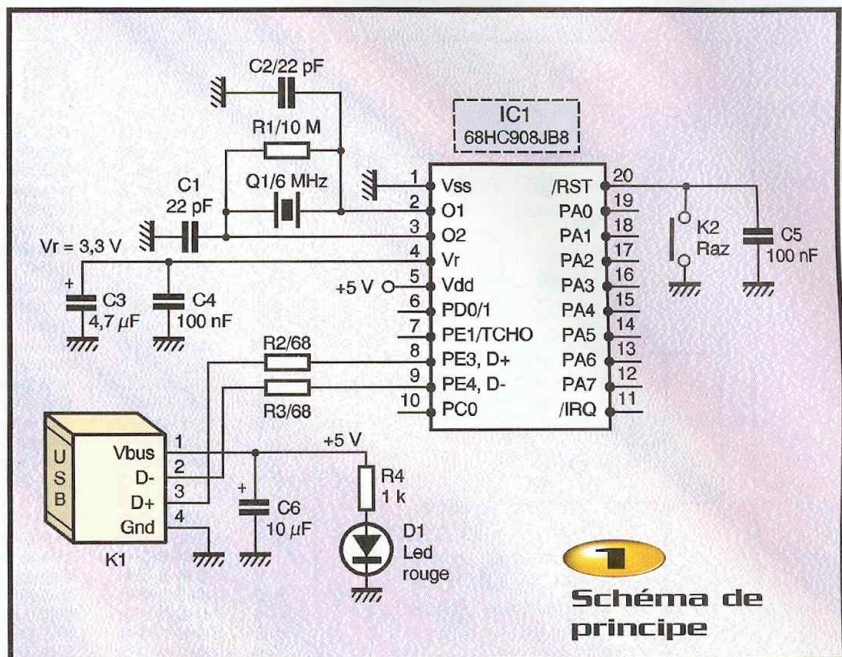 C2/22 pF
R1/10 M
C1
22 pF
Q1/6 MHz
Vr = 3,3 V
+
C3
4,7 µF
C4
100 nF
+5 V
IC1
68HC908JB8
1 Vss
2 O1
3 O2
4 Vr
5 Vdd
6 PD0/1
7 PE1/TCHO
8 PE3, D+
9 PE4, D-
10 PC0
/RST 20
PA0 19
PA1 18
PA2 17
PA3 16
PA4 15
PA5 14
PA6 13
PA7 12
/IRQ 11
K2
Raz
C5
100 nF
R2/68
R3/68
USB
Vbus 1
D- 2
D+ 3
Gnd 4
K1
+5 V
+
C6
10 µF
R4
1 k
D1
Led
rouge
1
Schéma de
principe